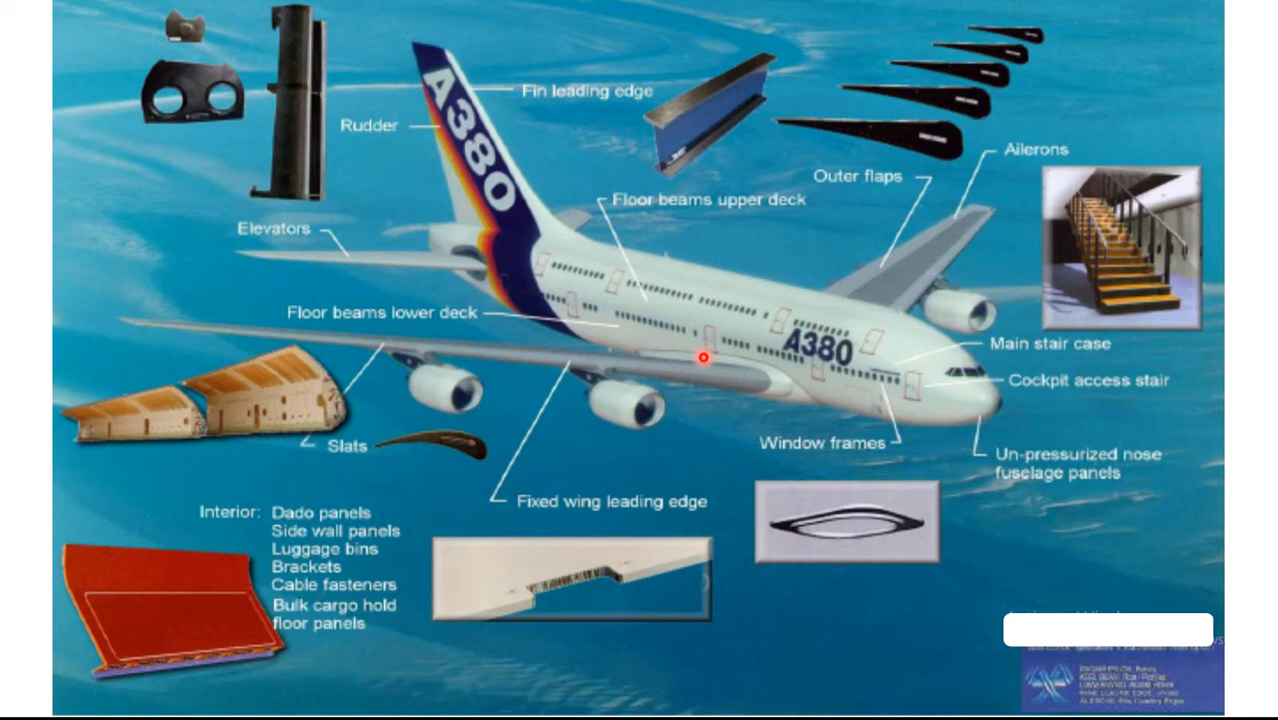 Fin leading edge
Rudder
A380
Ailerons
Outer flaps
Floor beams upper deck
Elevators
Floor beams lower deck
A380
Main stair case
Cockpit access stair
Slats
Window frames
Un-pressurized nose
fuselage panels
Fixed wing leading edge
Interior: Dado panels
Side wall panels
Luggage bins
Brackets
Cable fasteners
Bulk cargo hold
floor panels